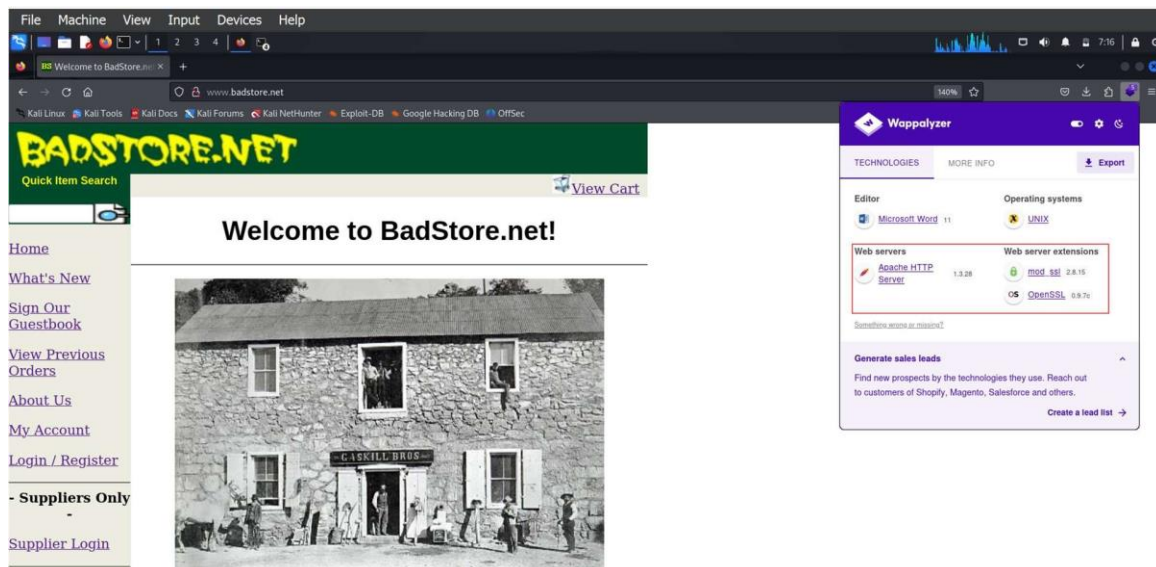 File Machine View Input Devices Help
1 2 3 4
7:16
BS Welcome to BadStore.ne
www.badstore.net
140%
Kali Linux Kali Tools Kali Docs Kali Forums Kali NetHunter Exploit-DB Google Hacking DB OffSec
BADSTORE.NET
Quick Item Search
View Cart
Welcome to BadStore.net!
Home
What's New
Sign Our
Guestbook
View Previous
Orders
About Us
My Account
Login / Register
- Suppliers Only
-
Supplier Login
GASKILL BROS
Wappalyzer
TECHNOLOGIES MORE INFO Export
Editor Operating systems
Microsoft Word 11 UNIX
Web servers Web server extensions
Apache HTTP
Server 1.3.28 mod_ssl 2.8.15
OS OpenSSL 0.9.7c
Something wrong or missing?
Generate sales leads
Find new prospects by the technologies they use. Reach out
to customers of Shopify, Magento, Salesforce and others.
Create a lead list